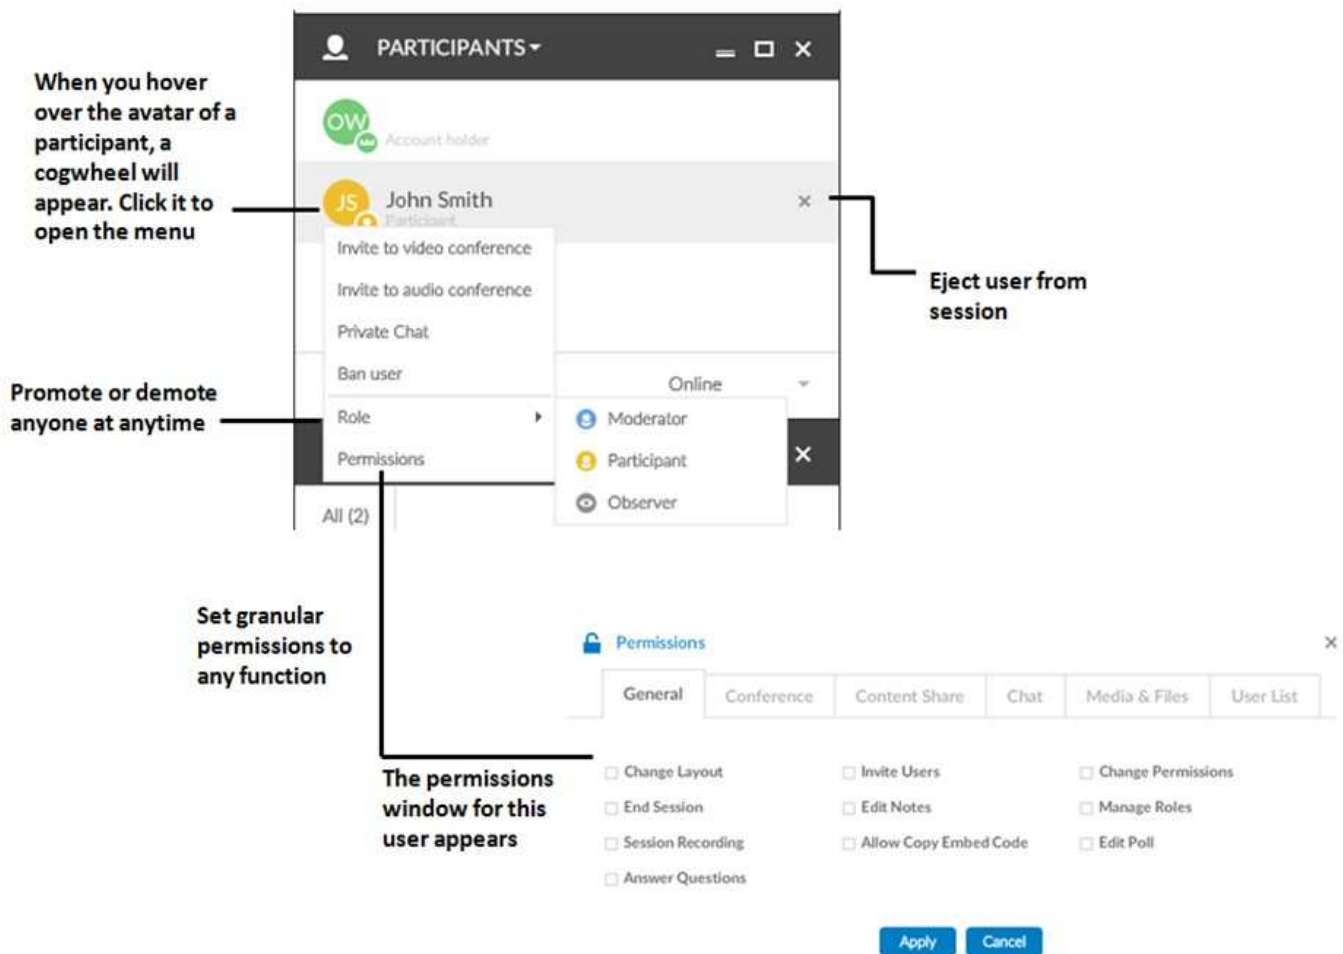 PARTICIPANTS
When you hover
over the avatar of a
participant, a
cogwheel will
appear. Click it to
open the menu
OW
Account holder
JS
John Smith
Participant
Invite to video conference
Invite to audio conference
Private Chat
Ban user
Role
Permissions
Eject user from
session
Promote or demote
anyone at anytime
Online
Moderator
Participant
Observer
All (2)
Set granular
permissions to
any function
Permissions
General Conference Content Share Chat Media & Files User List
The permissions
window for this
user appears
Change Layout Invite Users Change Permissions
End Session Edit Notes Manage Roles
Session Recording Allow Copy Embed Code Edit Poll
Answer Questions
Apply Cancel